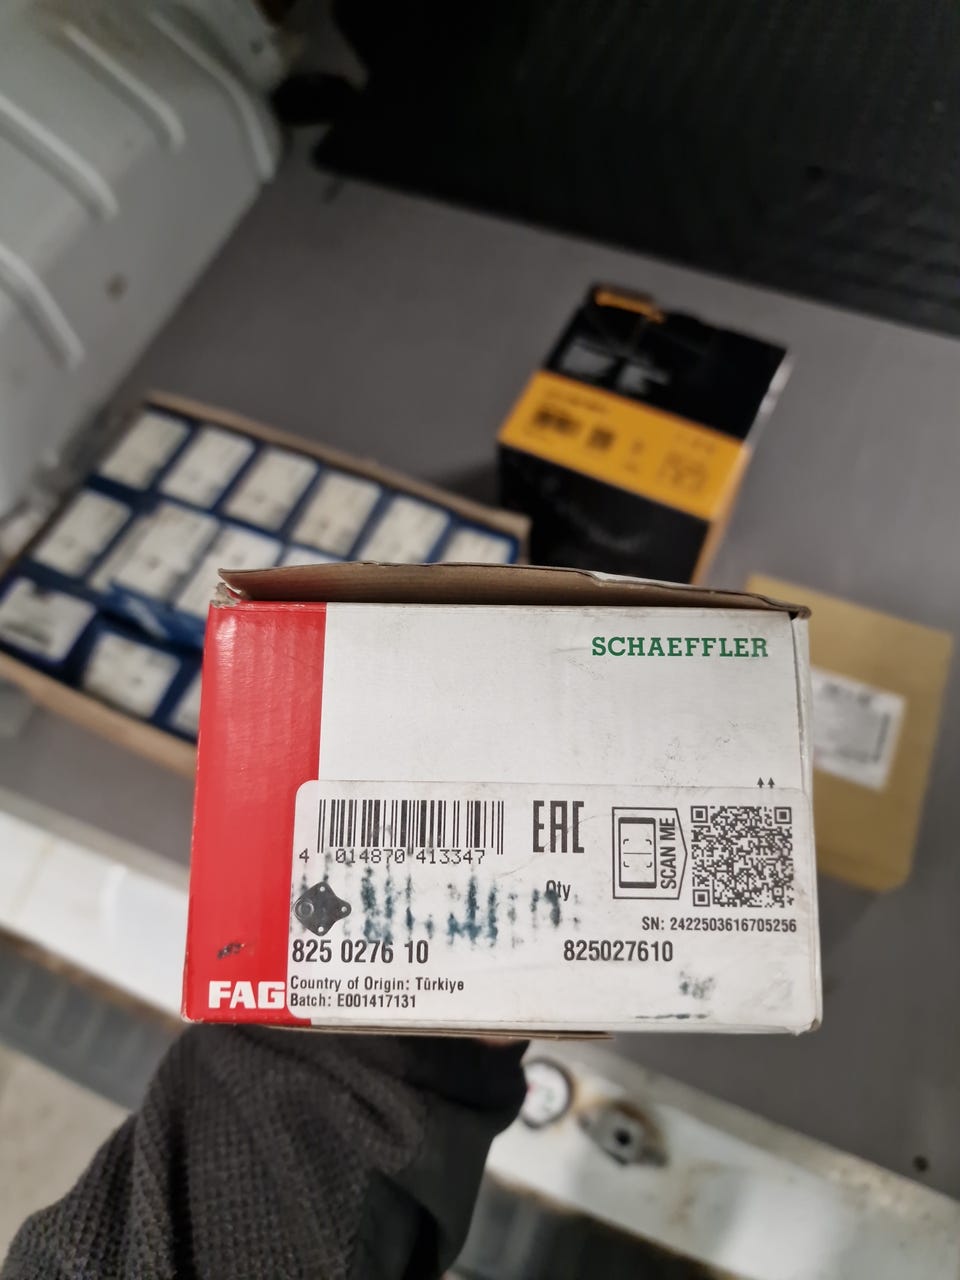 SCHAEFFLER
4 014870 413347
EAC
SCAN ME
Qty
SN: 2422503616705256
825 0276 10
825027610
Country of Origin: Türkiye
Batch: E001417131
FAG